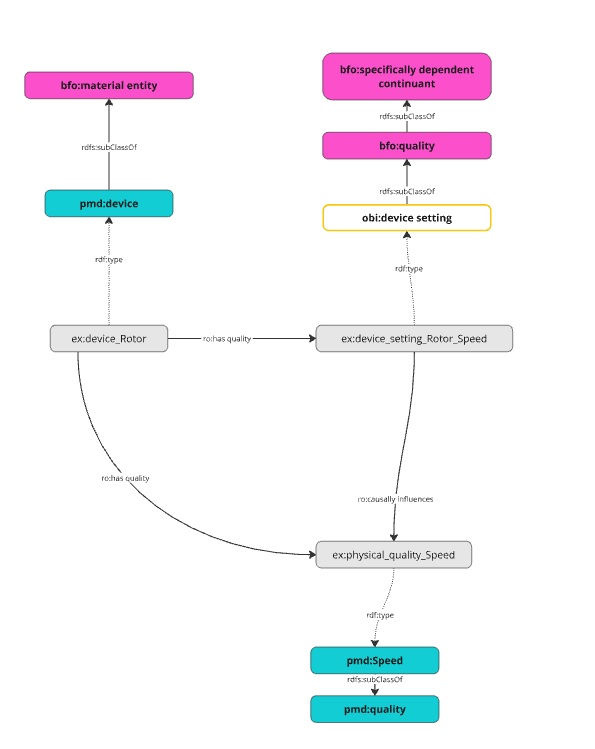 bfo:specifically dependent
continuant
bfo:material entity
rdfs:subClassOf
bfo:quality
rdfs:subClassOf
rdfs:subClassOf
pmd:device
obi:device setting
rdf:type
rdf:type
ex:device_Rotor
ro:has quality
ex:device_setting_Rotor_Speed
ro:has quality
ro:causally influences
ex:physical_quality_Speed
rdf:type
pmd:Speed
rdfs:subClassOf
pmd:quality